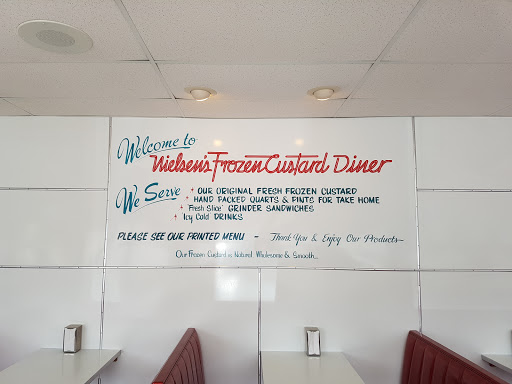 Welcome to
Nielsen's Frozen Custard Diner
We Serve
OUR ORIGINAL FRESH FROZEN CUSTARD
HAND PACKED QUARTS & PINTS FOR TAKE HOME
"Fresh Slice" GRINDER SANDWICHES
"Icy Cold" DRINKS
PLEASE SEE OUR PRINTED MENU - Thank You & Enjoy Our Products~
Our Frozen Custard is Natural Wholesome & Smooth...